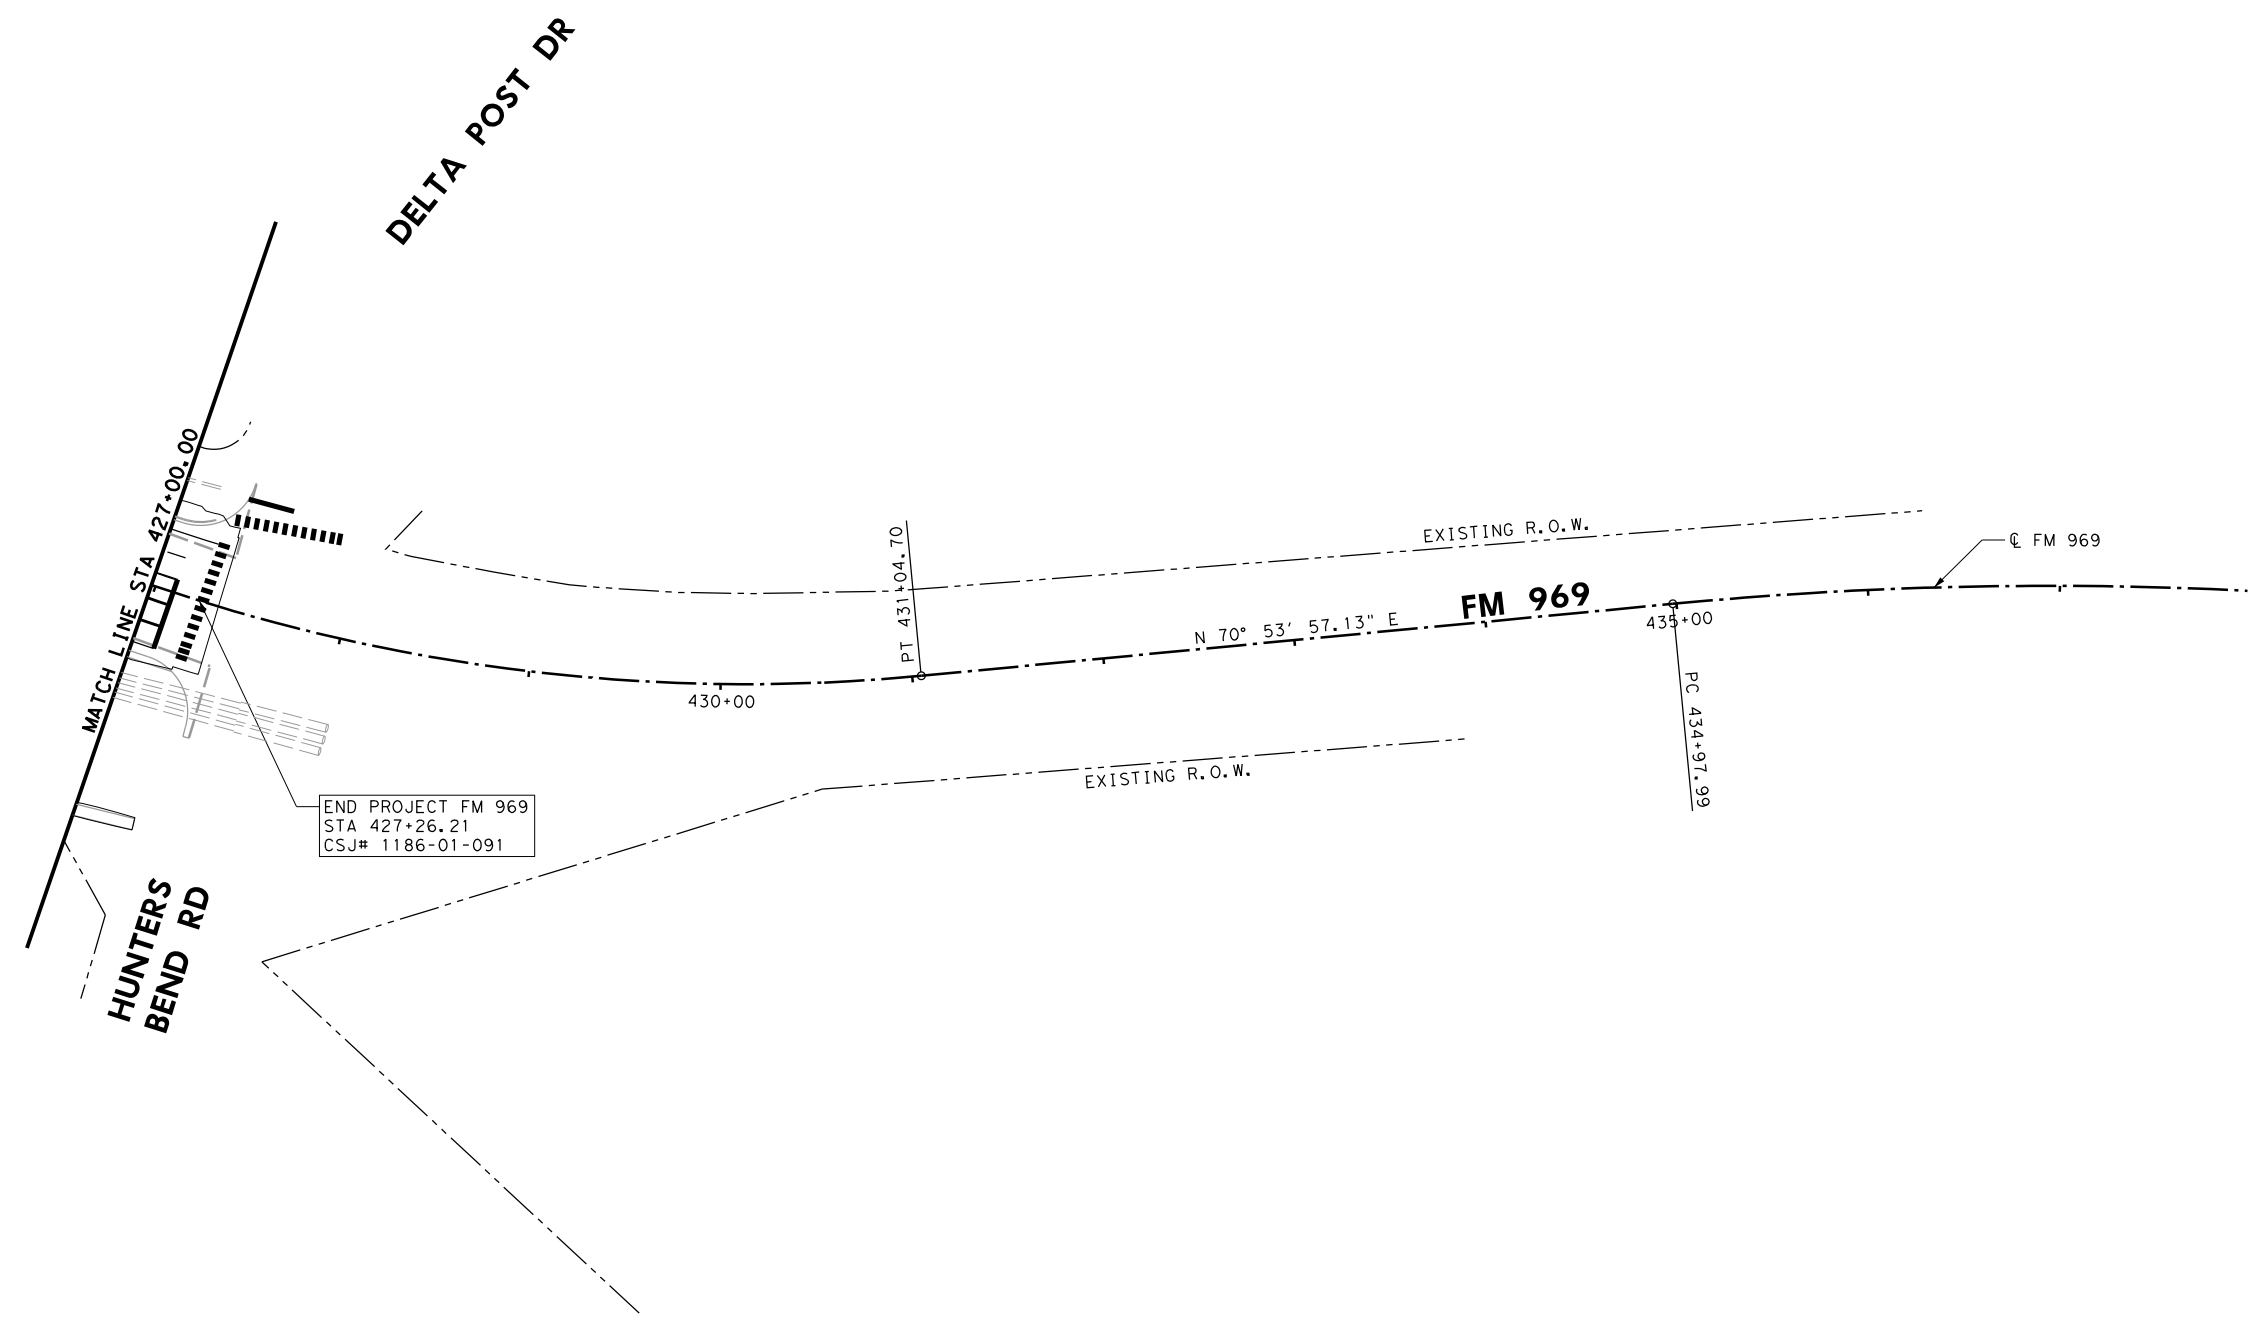 DELTA POST DR
MATCH LINE STA 427+00.00
PT 431+04.70
EXISTING R.O.W.
℄ FM 969
FM 969
N 70° 53' 57.13" E
435+00
430+00
PC 434+97.99
EXISTING R.O.W.
END PROJECT FM 969
STA 427+26.21
CSJ# 1186-01-091
HUNTERS
BEND RD